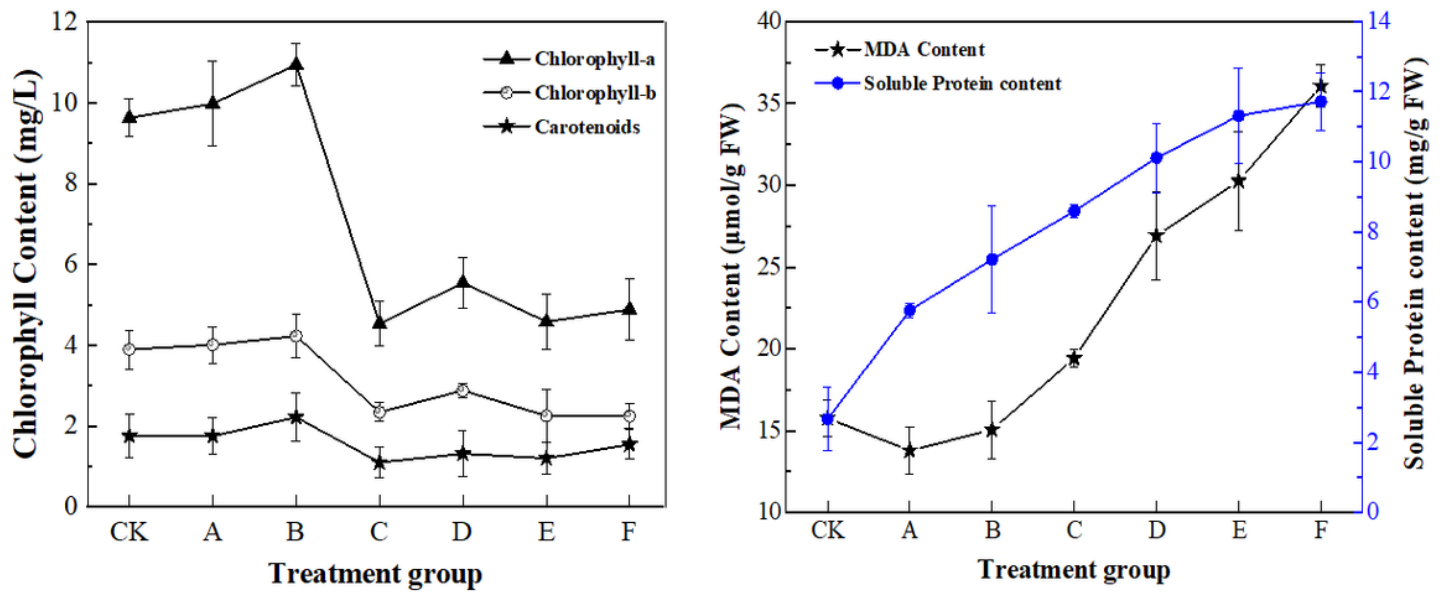 Chlorophyll Content (mg/L)
12
10
8
6
4
2
0
Chlorophyll-a
Chlorophyll-b
Carotenoids
CK A B C D E F
Treatment group
MDA Content (μmol/g FW)
40
35
30
25
20
15
10
MDA Content
Soluble Protein content
CK A B C D E F
Treatment group
14
12
10
8
6
4
2
0
Soluble Protein content (mg/g FW)